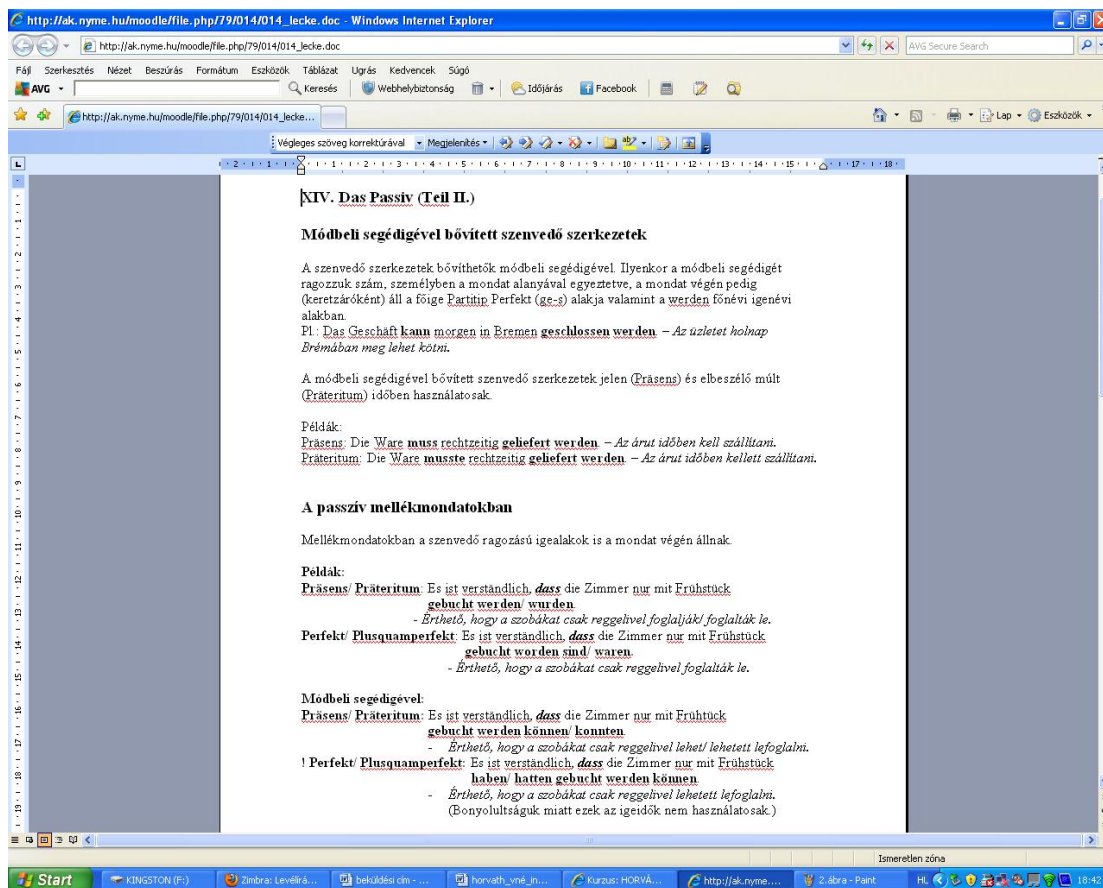 http://ak.nyme.hu/moodle/file.php/79/014/014_lecke.doc - Windows Internet Explorer
http://ak.nyme.hu/moodle/file.php/79/014/014_lecke.doc
AVG Secure Search
Fájl Szerkesztés Nézet Beszúrás Formátum Eszközök Táblázat Ugrás Kedvencek Súgó
AVG Keresés Webhelybiztonság Időjárás Facebook
http://ak.nyme.hu/moodle/file.php/79/014/014_lecke... Lap Eszközök
Végleges szöveg korrektúrával Megjelenítés
XIV. Das Passiv (Teil II.)
Módbeli segédigével bővített szenvedő szerkezetek
A szenvedő szerkezetek bővíthetők módbeli segédigével. Ilyenkor a módbeli segédigét
ragozzuk szám, személyben a mondat alanyával egyeztetve, a mondat végén pedig
(keretzáróként) áll a főige Partitip Perfekt (ge-s) alakja valamint a werden főnévi igenévi
alakban.
Pl.: Das Geschäft kann morgen in Bremen geschlossen werden. – Az üzletet holnap
Brémában meg lehet kötni.
A módbeli segédigével bővített szenvedő szerkezetek jelen (Präsens) és elbeszélő múlt
(Präteritum) időben használatosak.
Példák:
Präsens: Die Ware muss rechtzeitig geliefert werden. – Az árut időben kell szállítani.
Präteritum: Die Ware musste rechtzeitig geliefert werden. – Az árut időben kellett szállítani.
A passzív mellékmondatokban
Mellékmondatokban a szenvedő ragozású igealakok is a mondat végén állnak.
Példák:
Präsens/ Präteritum: Es ist verständlich, dass die Zimmer nur mit Frühstück
gebucht werden/ wurden.
- Érthető, hogy a szobákat csak reggelivel foglalják/ foglalták le.
Perfekt/ Plusquamperfekt: Es ist verständlich, dass die Zimmer nur mit Frühstück
gebucht worden sind/ waren.
- Érthető, hogy a szobákat csak reggelivel foglalták le.
Módbeli segédigével:
Präsens/ Präteritum: Es ist verständlich, dass die Zimmer nur mit Frühtück
gebucht werden können/ konnten.
- Érthető, hogy a szobákat csak reggelivel lehet/ lehetett lefoglalni.
! Perfekt/ Plusquamperfekt: Es ist verständlich, dass die Zimmer nur mit Frühstück
haben/ hatten gebucht werden können.
- Érthető, hogy a szobákat csak reggelivel lehetett lefoglalni.
(Bonyolultságuk miatt ezek az igeidők nem használatosak.)
Ismeretlen zóna
Start KINGSTON (F:) Zimbra: Levélírá... beküldési cím - ... horvath_vné_in... Kurzus: HORVÁ... http://ak.nyme.... 2.ábra - Paint HU 18:42